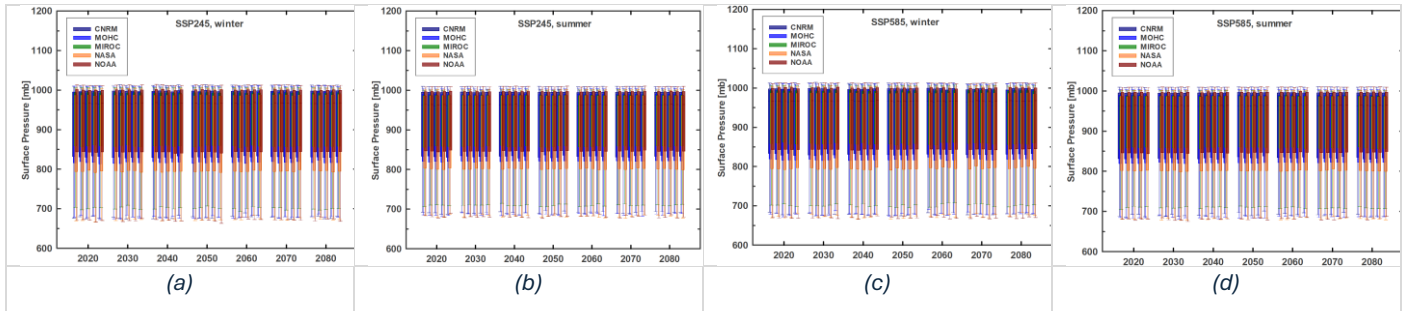 SSP245, winter
CNRM
MOHC
MIROC
NASA
NOAA
Surface Pressure [mb]
1200
1100
1000
900
800
700
600
2020 2030 2040 2050 2060 2070 2080
(a)
SSP245, summer
CNRM
MOHC
MIROC
NASA
NOAA
Surface Pressure [mb]
1200
1100
1000
900
800
700
600
2020 2030 2040 2050 2060 2070 2080
(b)
SSP585, winter
CNRM
MOHC
MIROC
NASA
NOAA
Surface Pressure [mb]
1200
1100
1000
900
800
700
600
2020 2030 2040 2050 2060 2070 2080
(c)
SSP585, summer
CNRM
MOHC
MIROC
NASA
NOAA
Surface Pressure [mb]
1200
1100
1000
900
800
700
600
2020 2030 2040 2050 2060 2070 2080
(d)